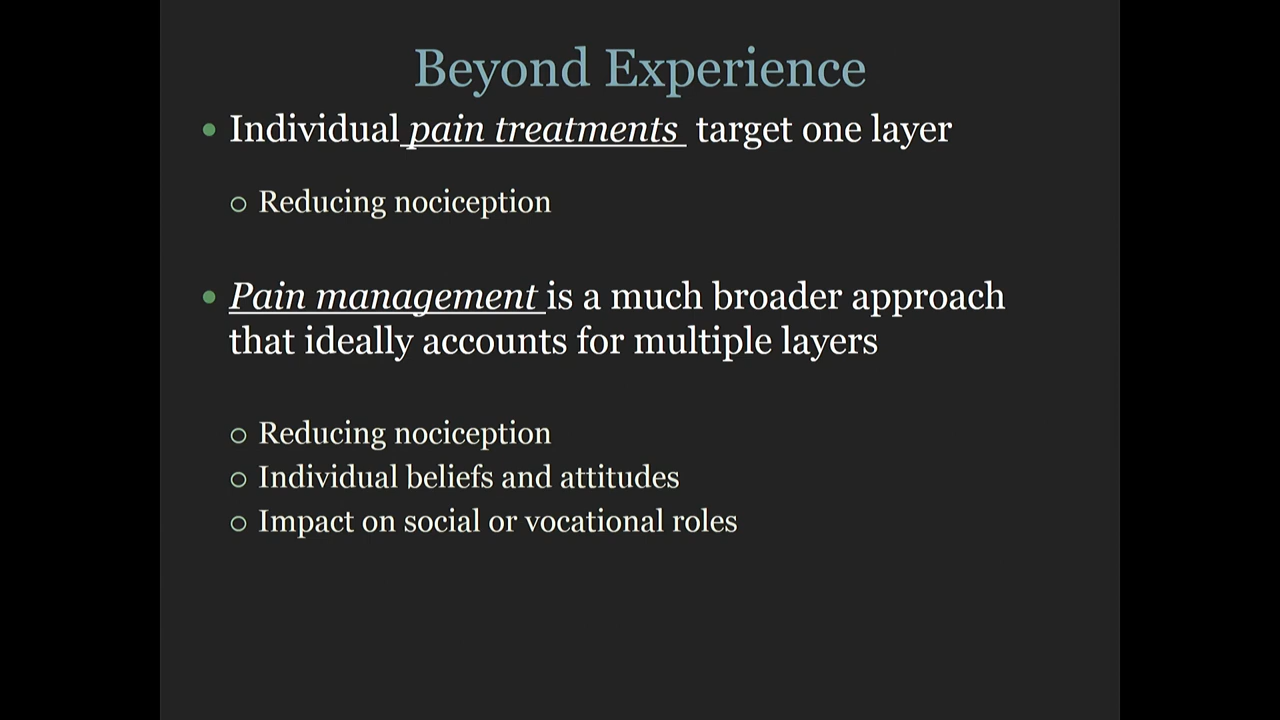 Beyond Experience
Individual pain treatments target one layer
Reducing nociception
Pain management is a much broader approach
that ideally accounts for multiple layers
Reducing nociception
Individual beliefs and attitudes
Impact on social or vocational roles